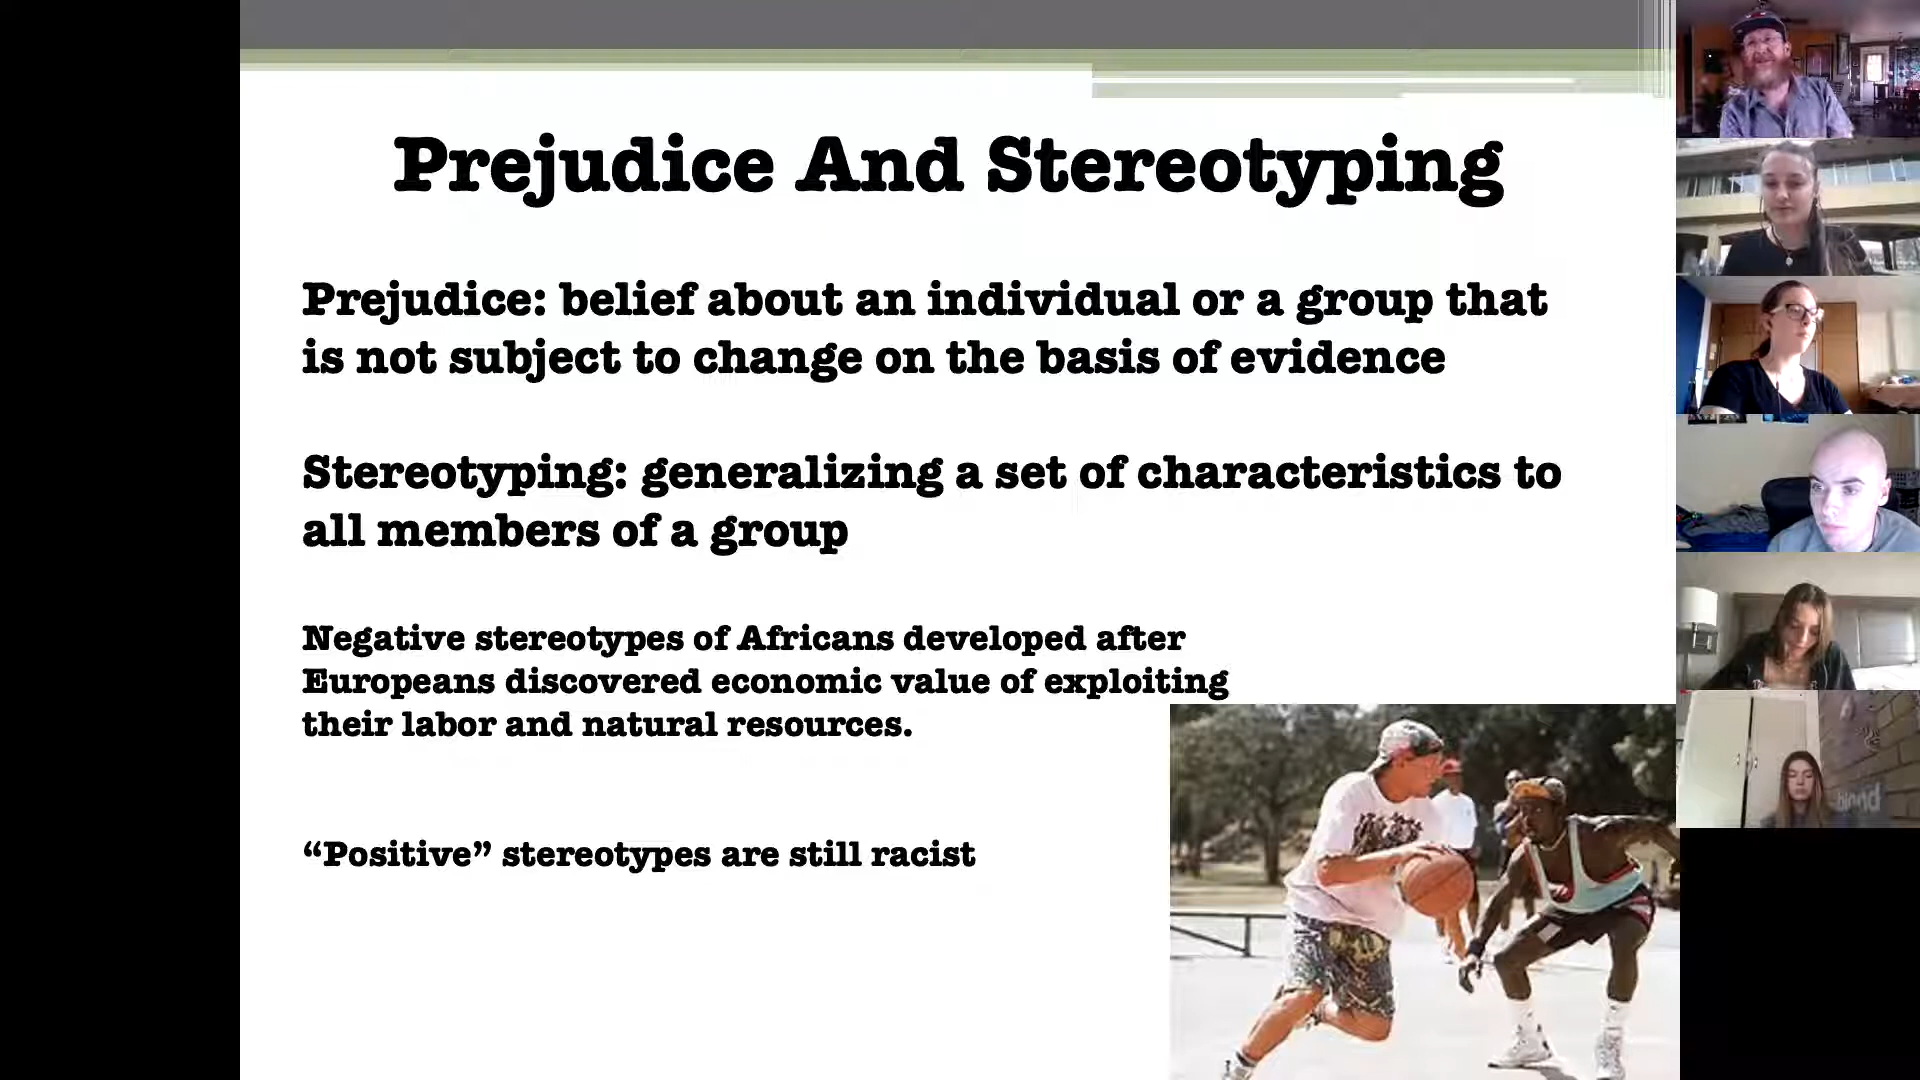 Prejudice And Stereotyping
Prejudice: belief about an individual or a group that
is not subject to change on the basis of evidence
Stereotyping: generalizing a set of characteristics to
all members of a group
Negative stereotypes of Africans developed after
Europeans discovered economic value of exploiting
their labor and natural resources.
“Positive” stereotypes are still racist